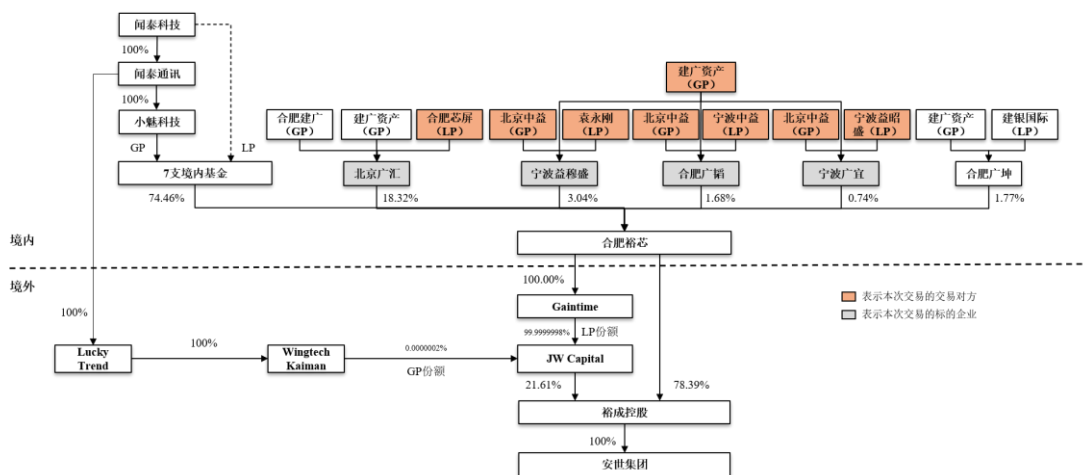 闻泰科技
100%
闻泰通讯
100%
小魅科技
GP
LP
7支境内基金
建广资产
（GP）
合肥建广
（GP）
建广资产
（GP）
合肥芯屏
（LP）
北京中益
（GP）
袁永刚
（LP）
北京中益
（GP）
宁波中益
（LP）
北京中益
（GP）
宁波益昭
盛（LP）
建广资产
（GP）
建银国际
（LP）
北京广汇
宁波益穆盛
合肥广韬
宁波广宜
合肥广坤
74.46%
18.32%
3.04%
1.68%
0.74%
1.77%
合肥裕芯
境内
境外
100.00%
Gaintime
表示本次交易的交易对方
表示本次交易的标的企业
100%
99.9999998%
LP份额
Lucky
Trend
100%
Wingtech
Kaiman
0.0000002%
GP份额
JW Capital
21.61%
78.39%
裕成控股
100%
安世集团